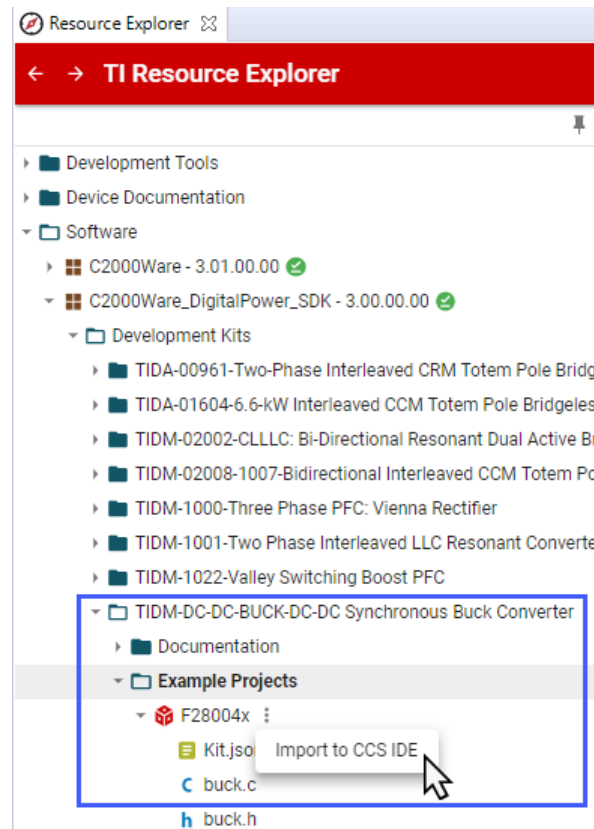 Resource Explorer
TI Resource Explorer
Development Tools
Device Documentation
Software
C2000Ware - 3.01.00.00
C2000Ware_DigitalPower_SDK - 3.00.00.00
Development Kits
TIDA-00961-Two-Phase Interleaved CRM Totem Pole Bridg
TIDA-01604-6.6-kW Interleaved CCM Totem Pole Bridgeles
TIDM-02002-CLLLC: Bi-Directional Resonant Dual Active B
TIDM-02008-1007-Bidirectional Interleaved CCM Totem Po
TIDM-1000-Three Phase PFC: Vienna Rectifier
TIDM-1001-Two Phase Interleaved LLC Resonant Converte
TIDM-1022-Valley Switching Boost PFC
TIDM-DC-DC-BUCK-DC-DC Synchronous Buck Converter
Documentation
Example Projects
F28004x
Kit.jso Import to CCS IDE
C buck.c
h buck.h